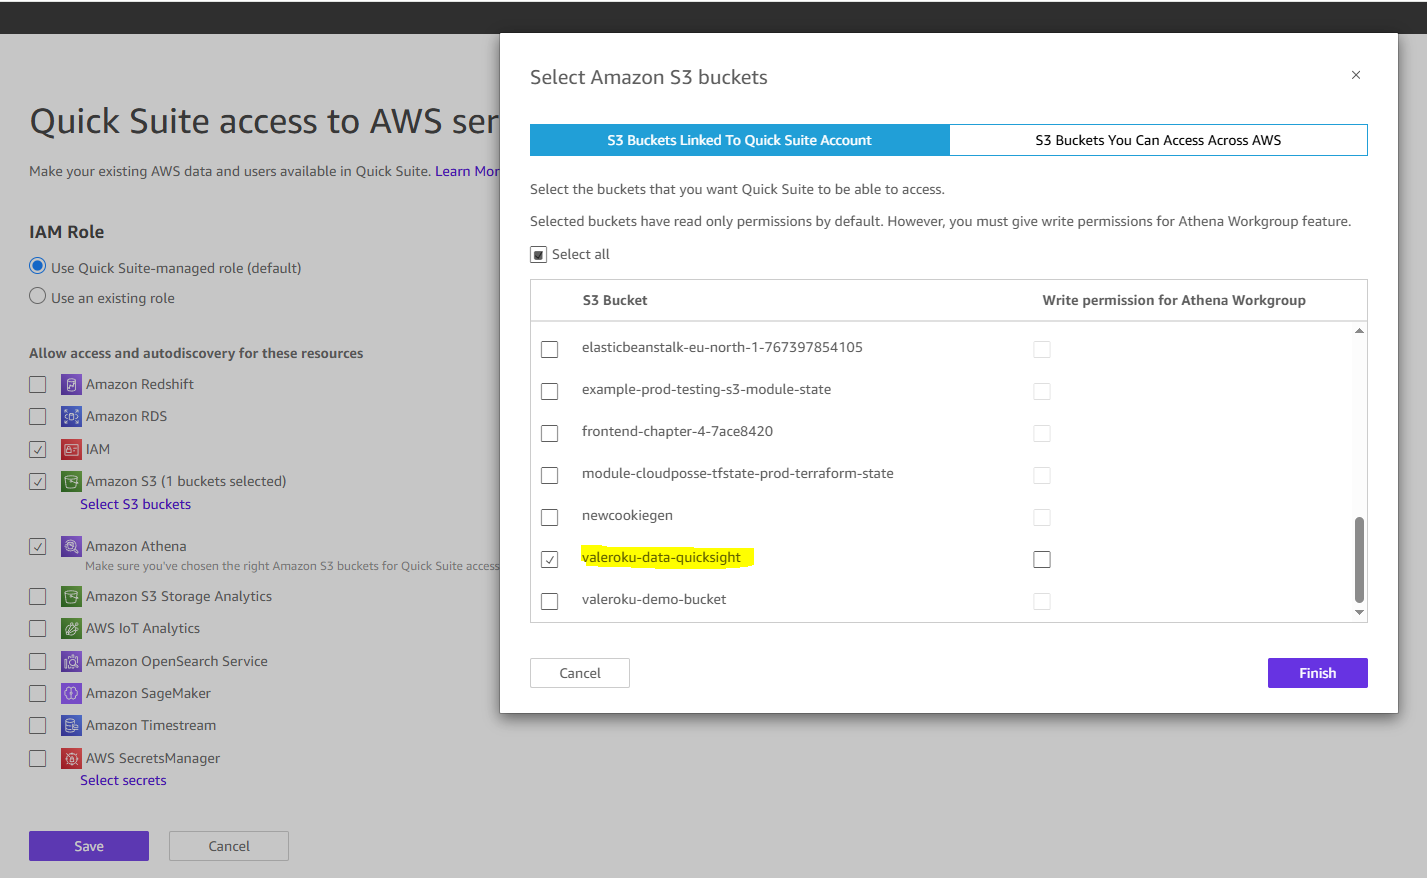 Quick Suite access to AWS ser
Make your existing AWS data and users available in Quick Suite. Learn Mor
IAM Role
Use Quick Suite-managed role (default)
Use an existing role
Allow access and autodiscovery for these resources
Amazon Redshift
Amazon RDS
IAM
Amazon S3 (1 buckets selected)
Select S3 buckets
Amazon Athena
Make sure you've chosen the right Amazon S3 buckets for Quick Suite access
Amazon S3 Storage Analytics
AWS IoT Analytics
Amazon OpenSearch Service
Amazon SageMaker
Amazon Timestream
AWS SecretsManager
Select secrets
Save
Cancel
Select Amazon S3 buckets
×
S3 Buckets Linked To Quick Suite Account
S3 Buckets You Can Access Across AWS
Select the buckets that you want Quick Suite to be able to access.
Selected buckets have read only permissions by default. However, you must give write permissions for Athena Workgroup feature.
Select all
S3 Bucket
Write permission for Athena Workgroup
elasticbeanstalk-eu-north-1-767397854105
example-prod-testing-s3-module-state
frontend-chapter-4-7ace8420
module-cloudposse-tfstate-prod-terraform-state
newcookiegen
valeroku-data-quicksight
valeroku-demo-bucket
Cancel
Finish